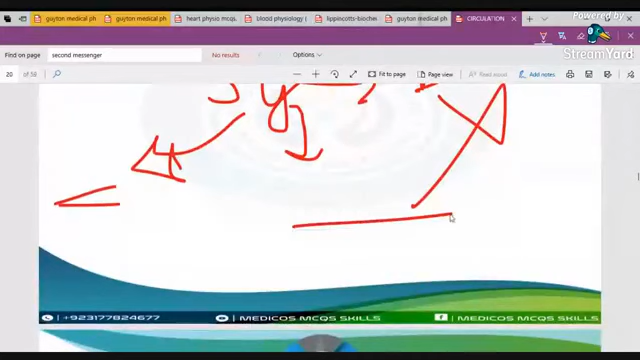 guyton medical ph
guyton medical ph
heart physio mcqs.
blood physiology |
lippincotts-bioche
guyton medical ph
CIRCULATION
Powered by
StreamYard
Find on page
second messenger
No results
Options
20 of 58
Fit to page
Page view
Read aloud
Add notes
+923177824677
MEDICOS MCQS SKILLS
MEDICOS MCQS SKILLS